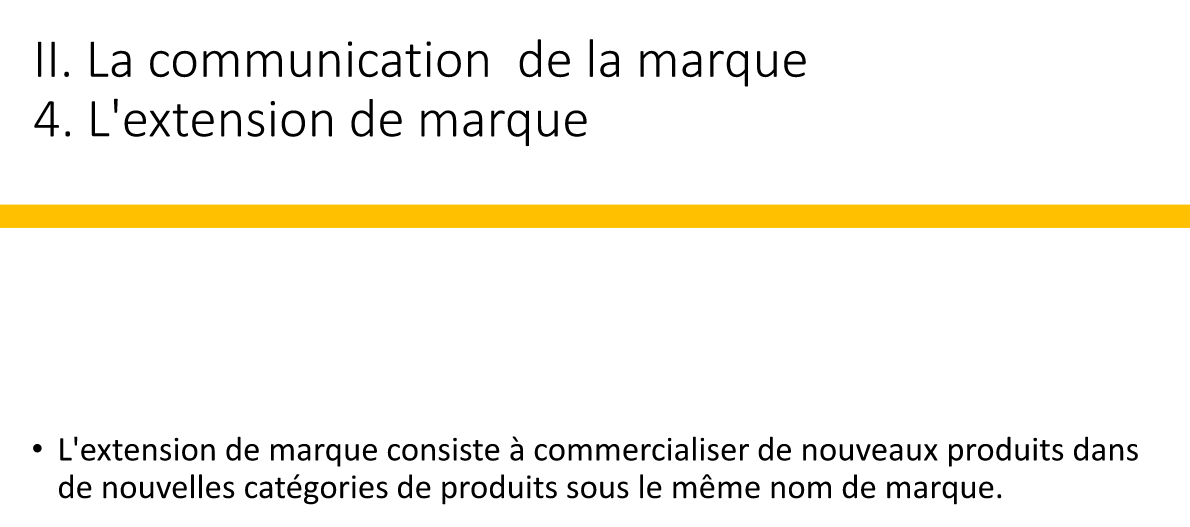 II. La communication  de la marque
4. L'extension de marque
• L'extension de marque consiste à commercialiser de nouveaux produits dans
de nouvelles catégories de produits sous le même nom de marque.